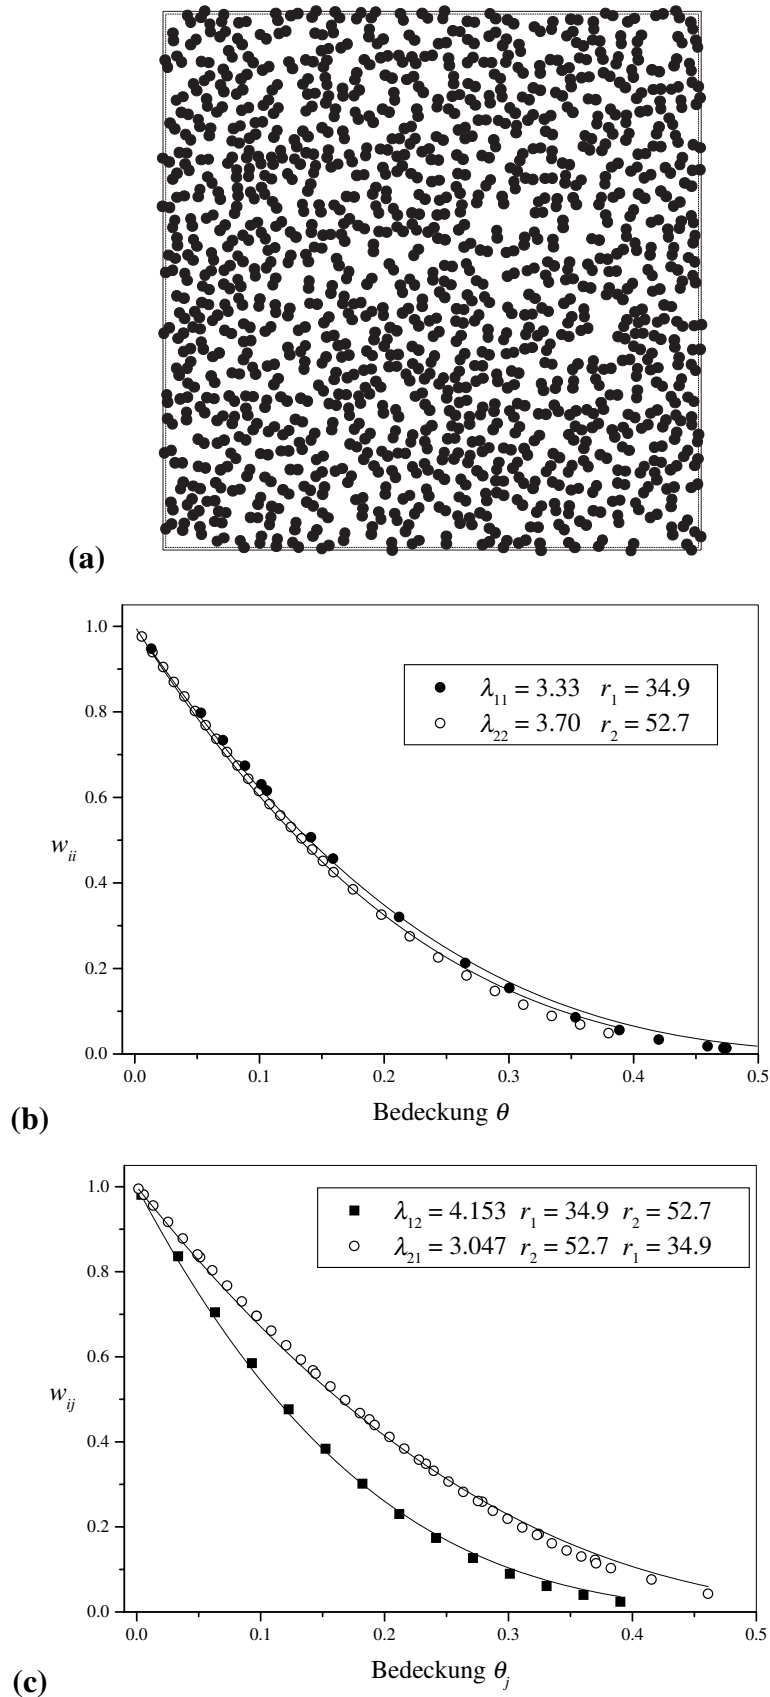 (a)
1.0
0.8
0.6
0.4
0.2
0.0
w_ii
λ_11 = 3.33 r_1 = 34.9
λ_22 = 3.70 r_2 = 52.7
0.0 0.1 0.2 0.3 0.4 0.5
Bedeckung θ
(b)
1.0
0.8
0.6
0.4
0.2
0.0
w_ij
λ_12 = 4.153 r_1 = 34.9 r_2 = 52.7
λ_21 = 3.047 r_2 = 52.7 r_1 = 34.9
0.0 0.1 0.2 0.3 0.4 0.5
Bedeckung θ_j
(c)